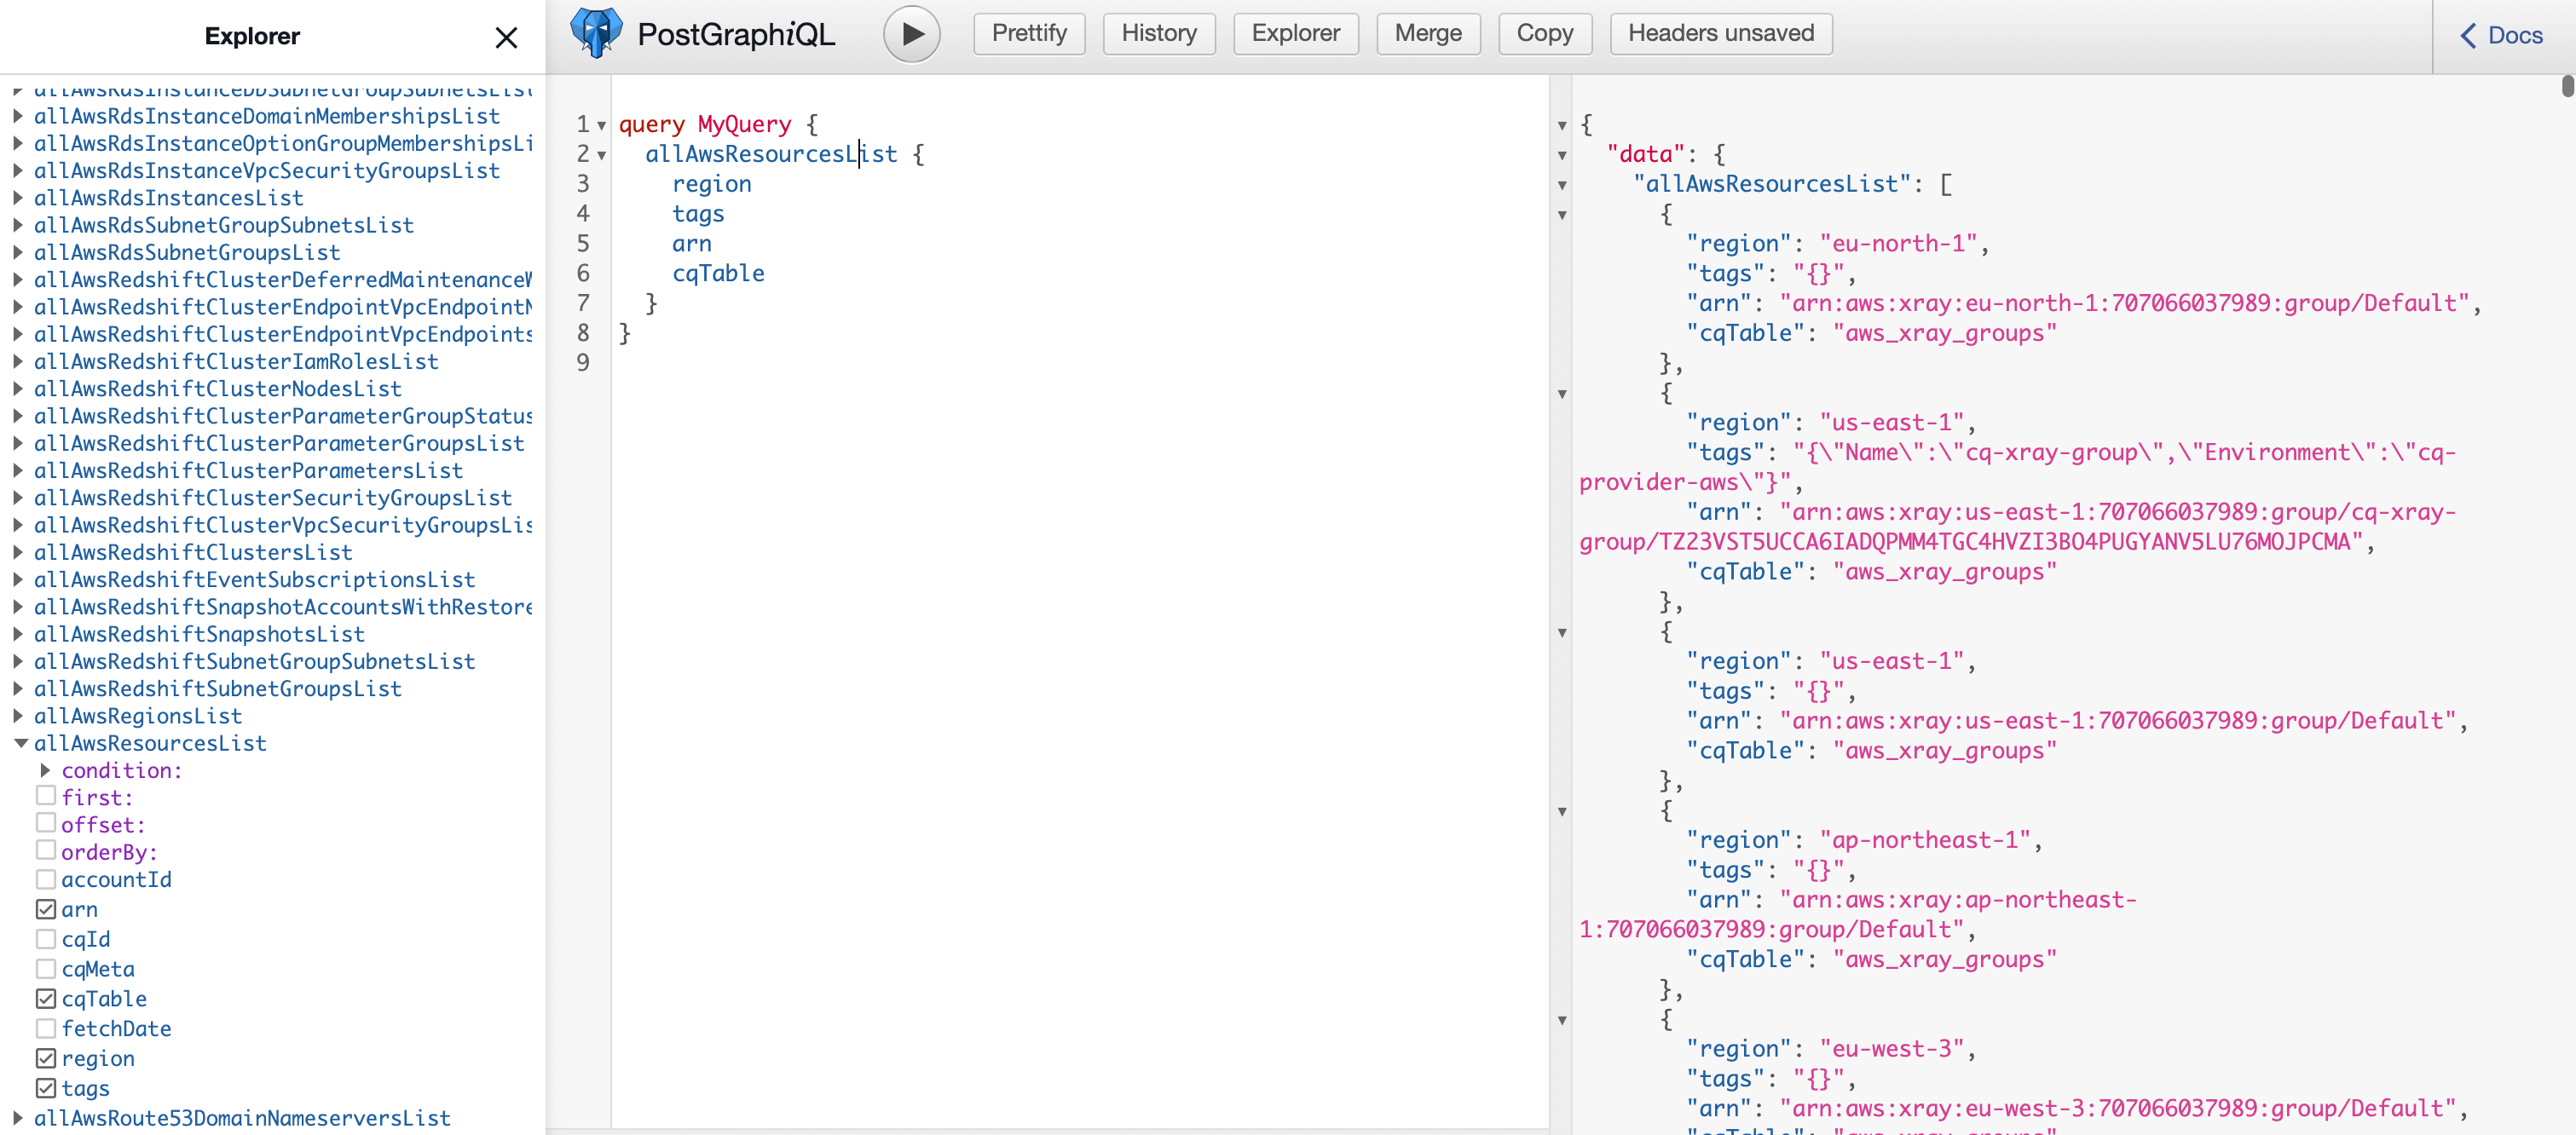 Explorer
PostGraphiQL
Prettify
History
Explorer
Merge
Copy
Headers unsaved
Docs
allAwsRdsInstanceDbSubnetGroupSubnetsList
allAwsRdsInstanceDomainMembershipsList
allAwsRdsInstanceOptionGroupMembershipsLi
allAwsRdsInstanceVpcSecurityGroupsList
allAwsRdsInstancesList
allAwsRdsSubnetGroupSubnetsList
allAwsRdsSubnetGroupsList
allAwsRedshiftClusterDeferredMaintenanceW
allAwsRedshiftClusterEndpointVpcEndpointN
allAwsRedshiftClusterEndpointVpcEndpoints
allAwsRedshiftClusterIamRolesList
allAwsRedshiftClusterNodesList
allAwsRedshiftClusterParameterGroupStatus
allAwsRedshiftClusterParameterGroupsList
allAwsRedshiftClusterParametersList
allAwsRedshiftClusterSecurityGroupsList
allAwsRedshiftClusterVpcSecurityGroupsLis
allAwsRedshiftClustersList
allAwsRedshiftEventSubscriptionsList
allAwsRedshiftSnapshotAccountsWithRestore
allAwsRedshiftSnapshotsList
allAwsRedshiftSubnetGroupSubnetsList
allAwsRedshiftSubnetGroupsList
allAwsRegionsList
allAwsResourcesList
condition:
first:
offset:
orderBy:
accountId
arn
cqId
cqMeta
cqTable
fetchDate
region
tags
allAwsRoute53DomainNameserversList
1 query MyQuery {
2 allAwsResourcesList {
3 region
4 tags
5 arn
6 cqTable
7 }
8 }
9
{
"data": {
"allAwsResourcesList": [
{
"region": "eu-north-1",
"tags": "{}",
"arn": "arn:aws:xray:eu-north-1:707066037989:group/Default",
"cqTable": "aws_xray_groups"
},
{
"region": "us-east-1",
"tags": "{\"Name\":\"cq-xray-group\",\"Environment\":\"cq-
provider-aws\"}",
"arn": "arn:aws:xray:us-east-1:707066037989:group/cq-xray-
group/TZ23VST5UCCA6IADQPMM4TGC4HVZI3BO4PUGYANV5LU76MOJPCMA",
"cqTable": "aws_xray_groups"
},
{
"region": "us-east-1",
"tags": "{}",
"arn": "arn:aws:xray:us-east-1:707066037989:group/Default",
"cqTable": "aws_xray_groups"
},
{
"region": "ap-northeast-1",
"tags": "{}",
"arn": "arn:aws:xray:ap-northeast-
1:707066037989:group/Default",
"cqTable": "aws_xray_groups"
},
{
"region": "eu-west-3",
"tags": "{}",
"arn": "arn:aws:xray:eu-west-3:707066037989:group/Default",
"cqTable": "aws_xray_groups"